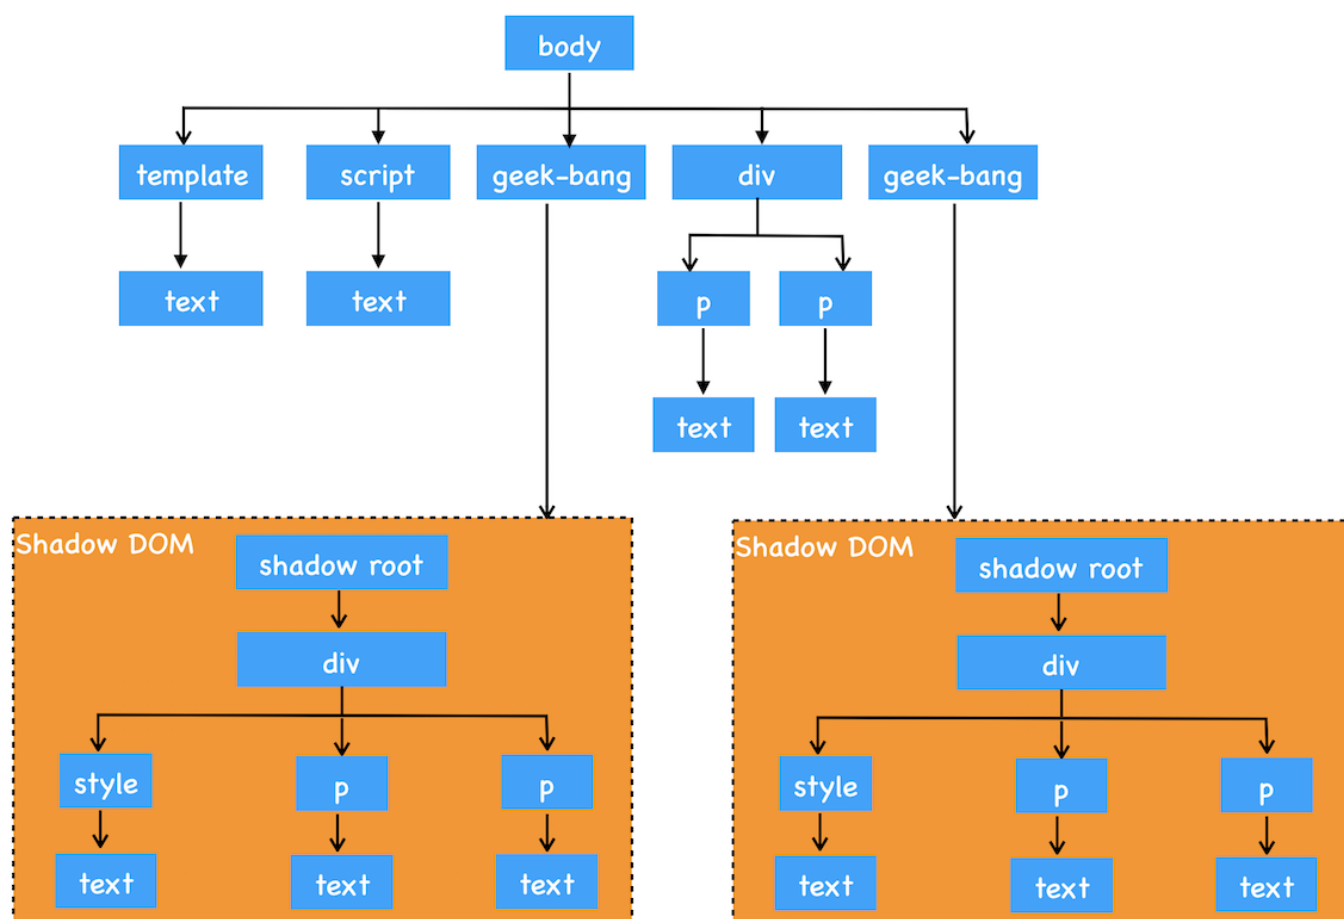 body
template
script
geek-bang
div
geek-bang
text
text
p
p
text
text
Shadow DOM
shadow root
div
style
p
p
text
text
text
Shadow DOM
shadow root
div
style
p
p
text
text
text